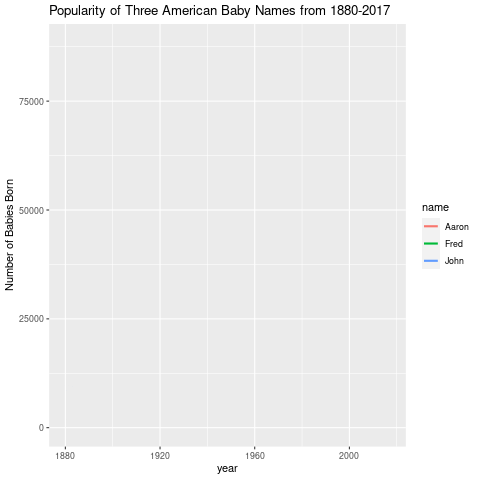 Popularity of Three American Baby Names from 1880-2017
75000
50000
25000
0
Number of Babies Born
1880 1920 1960 2000
year
name
Aaron
Fred
John